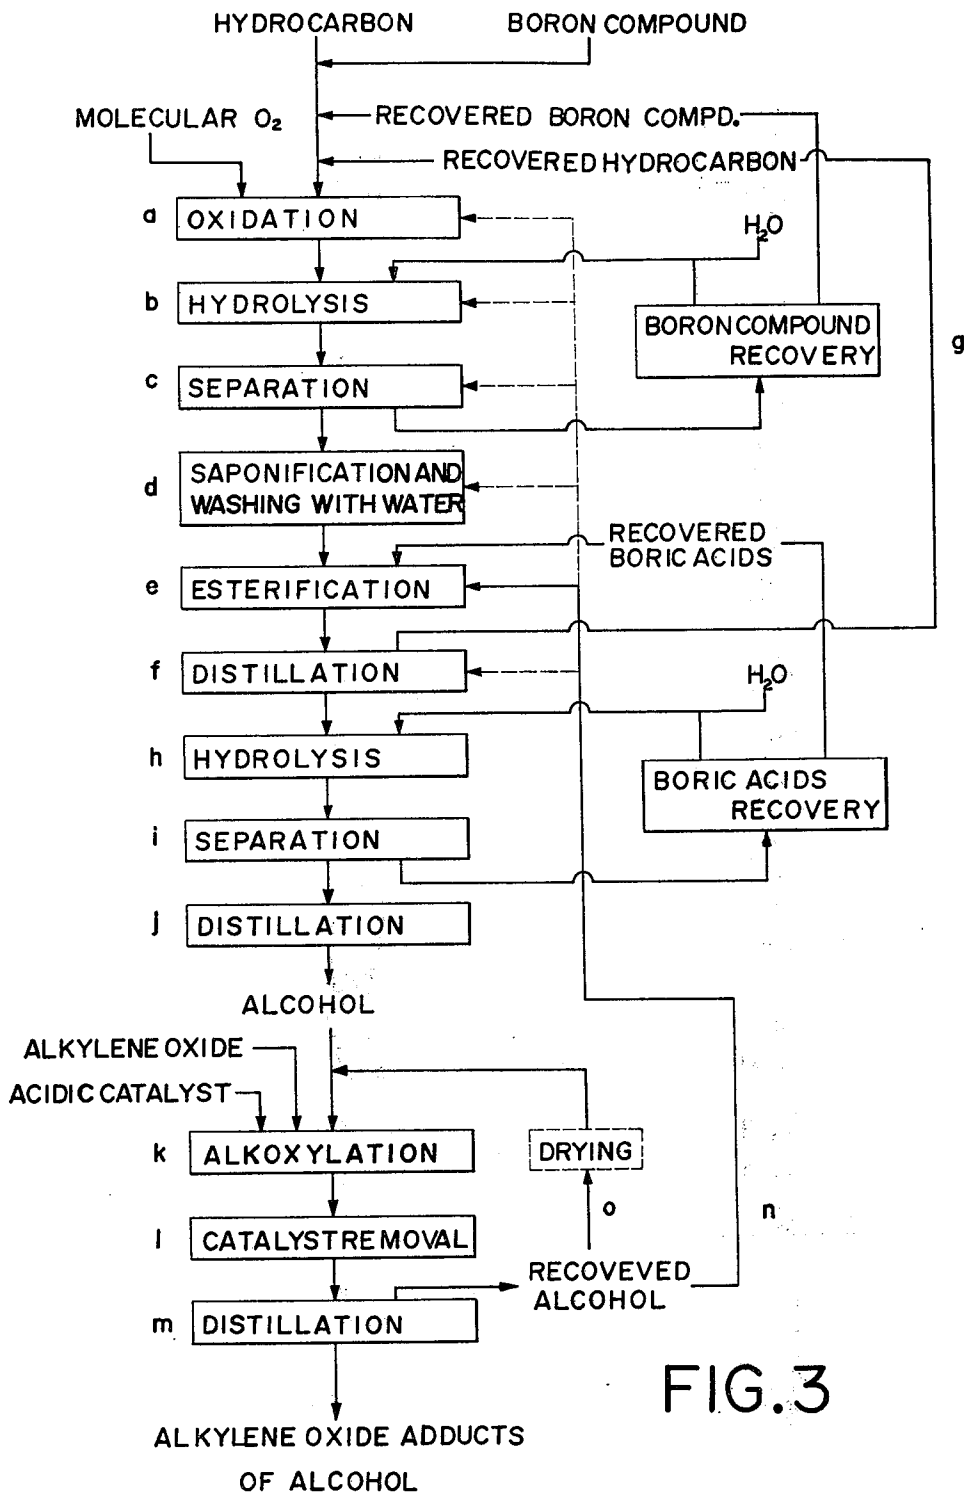 HYDROCARBON BORON COMPOUND
MOLECULAR O₂
RECOVERED BORON COMPD.
RECOVERED HYDROCARBON
a OXIDATION
H₂O
b HYDROLYSIS
BORON COMPOUND
RECOVERY
g
c SEPARATION
d SAPONIFICATION AND
WASHING WITH WATER
RECOVERED
BORIC ACIDS
e ESTERIFICATION
f DISTILLATION
H₂O
h HYDROLYSIS
BORIC ACIDS
RECOVERY
i SEPARATION
j DISTILLATION
ALCOHOL
ALKYLENE OXIDE
ACIDIC CATALYST
k ALKOXYLATION
DRYING
o
n
l CATALYST REMOVAL
RECOVEVED
ALCOHOL
m DISTILLATION
FIG.3
ALKYLENE OXIDE ADDUCTS
OF ALCOHOL